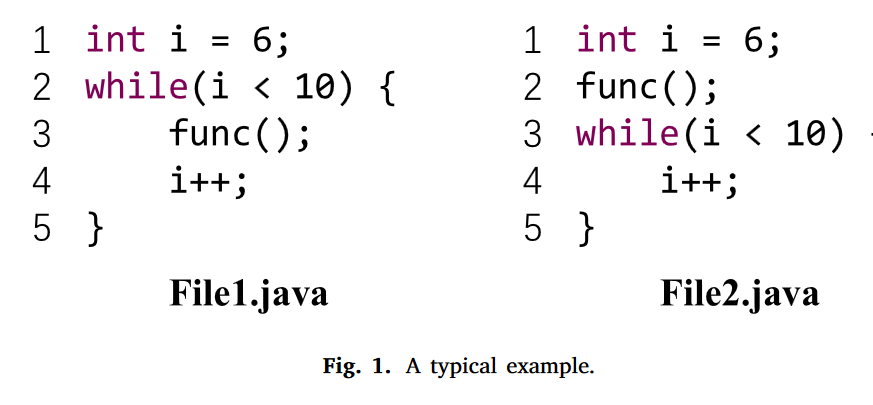 1 int i = 6;
2 while(i < 10) {
3 func();
4 i++;
5 }
File1.java
1 int i = 6;
2 func();
3 while(i < 10)
4 i++;
5 }
File2.java
Fig. 1. A typical example.